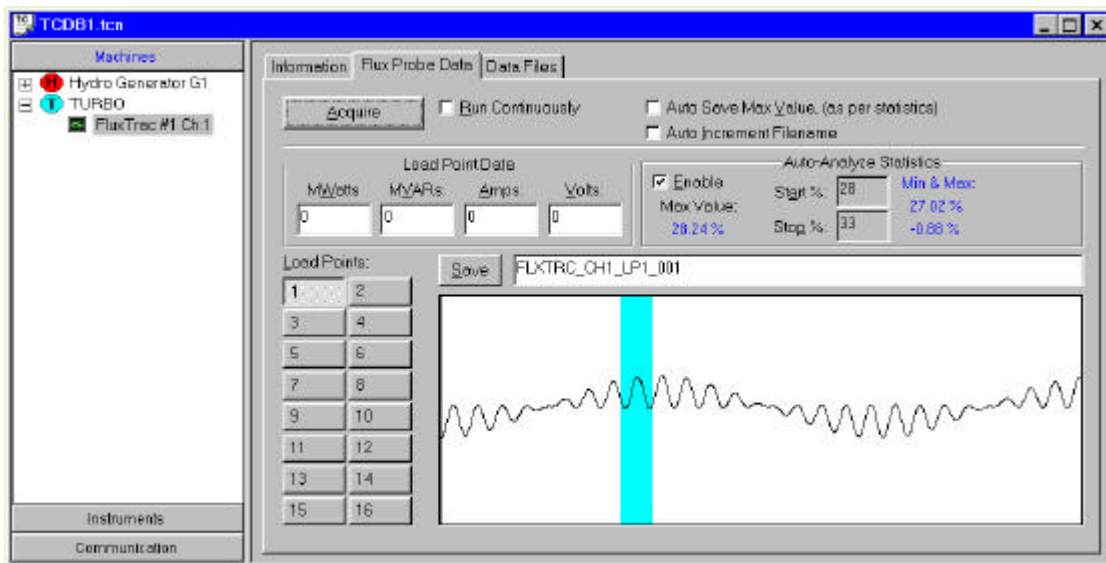 TCDB1.tcn
Machines
Hydro Generator G1
TURBO
FluxTrac #1 Ch:1
Instruments
Communication
Information
Flux Probe Data
Data Files
Acquire
Run Continuously
Auto Save Max Value. (as per statistics)
Auto Increment Filename
Load Point Data
MWatts
MVARs:
Amps:
Volts:
0
0
0
0
Auto-Analyze Statistics
Enable
Start %:
28
Min & Max:
Max Value:
27.02 %
28.24 %
Stop %:
33
-0.88 %
Load Points:
Save
FLXTRC_CH1_LP1_001
1 2
3 4
5 6
7 8
9 10
11 12
13 14
15 16